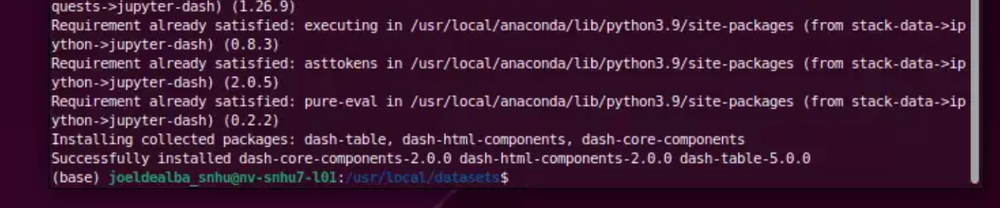 quests->jupyter-dash) (1.26.9)
Requirement already satisfied: executing in /usr/local/anaconda/lib/python3.9/site-packages (from stack-data->ip
ython->jupyter-dash) (0.8.3)
Requirement already satisfied: asttokens in /usr/local/anaconda/lib/python3.9/site-packages (from stack-data->ip
ython->jupyter-dash) (2.0.5)
Requirement already satisfied: pure-eval in /usr/local/anaconda/lib/python3.9/site-packages (from stack-data->ip
ython->jupyter-dash) (0.2.2)
Installing collected packages: dash-table, dash-html-components, dash-core-components
Successfully installed dash-core-components-2.0.0 dash-html-components-2.0.0 dash-table-5.0.0
(base) joeldealba_snhu@nv-snhu7-l01:/usr/local/datasets$